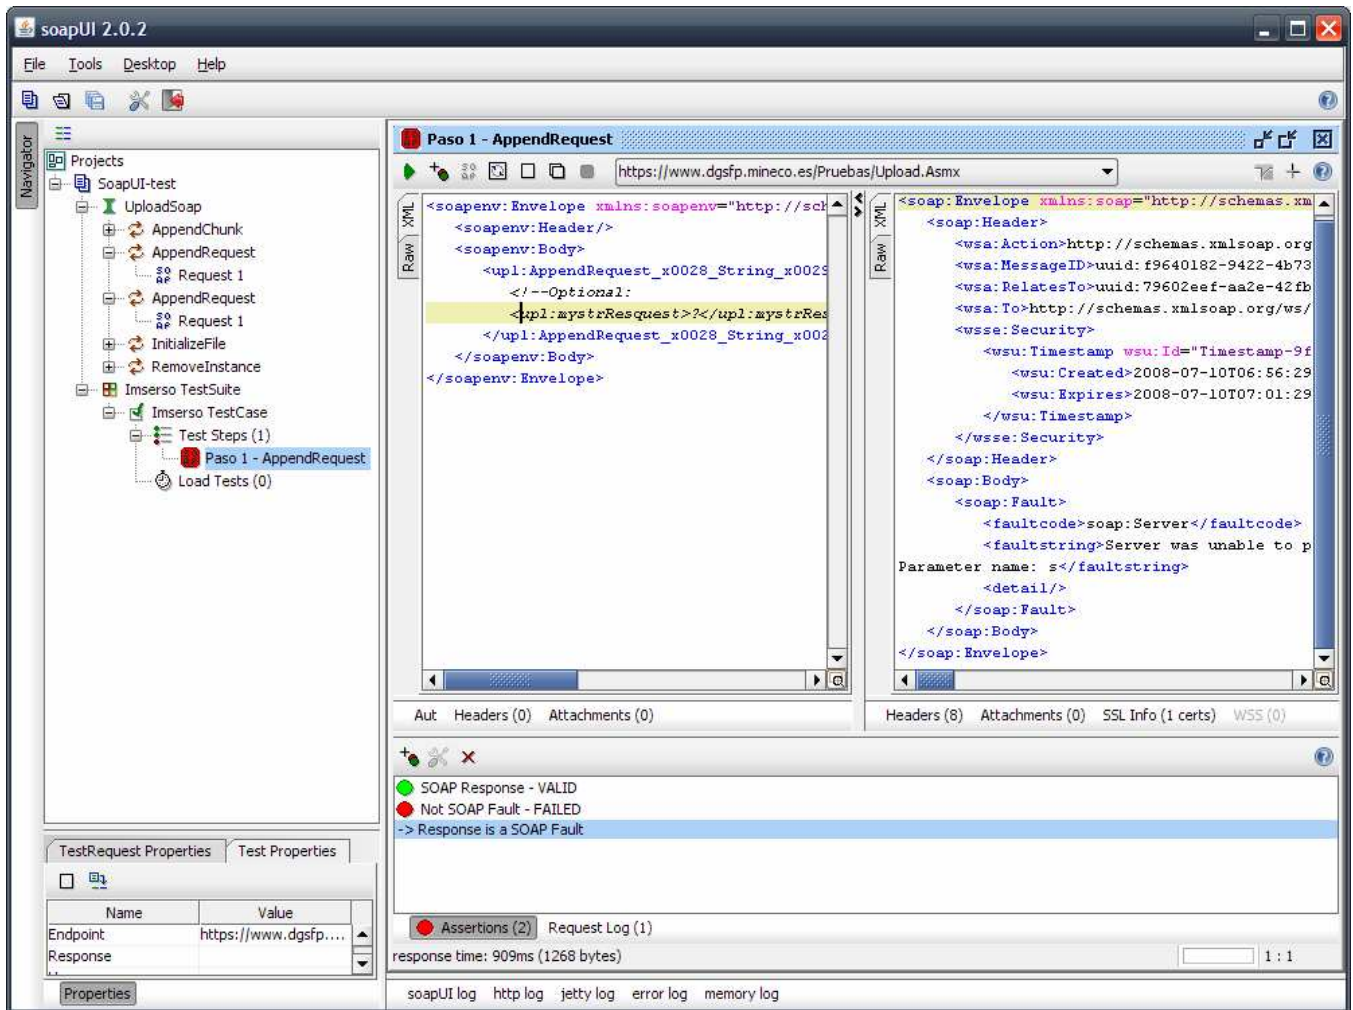 soapUI 2.0.2
File Tools Desktop Help
Navigator
Projects
SoapUI-test
UploadSoap
AppendChunk
AppendRequest
Request 1
AppendRequest
Request 1
InitializeFile
RemoveInstance
Imserso TestSuite
Imserso TestCase
Test Steps (1)
Paso 1 - AppendRequest
Load Tests (0)
TestRequest Properties Test Properties
Name Value
Endpoint https://www.dgsfp....
Response
Properties
Paso 1 - AppendRequest
https://www.dgsfp.mineco.es/Pruebas/Upload.Asmx
XML
Raw
<soapenv:Envelope xmlns:soapenv="http://sch
<soapenv:Header/>
<soapenv:Body>
<upl:AppendRequest_x0028_String_x0029
<!--Optional:
<upl:mystrResquest>?</upl:mystrRes
</upl:AppendRequest_x0028_String_x002
</soapenv:Body>
</soapenv:Envelope>
Aut Headers (0) Attachments (0)
XML
Raw
<soap:Envelope xmlns:soap="http://schemas.xm
<soap:Header>
<wsa:Action>http://schemas.xmlsoap.org
<wsa:MessageID>uuid:f9640182-9422-4b73
<wsa:RelatesTo>uuid:79602eef-aa2e-42fb
<wsa:To>http://schemas.xmlsoap.org/ws/
<wsse:Security>
<wsu:Timestamp wsu:Id="Timestamp-9f
<wsu:Created>2008-07-10T06:56:29
<wsu:Expires>2008-07-10T07:01:29
</wsu:Timestamp>
</wsse:Security>
</soap:Header>
<soap:Body>
<soap:Fault>
<faultcode>soap:Server</faultcode>
<faultstring>Server was unable to p
Parameter name: s</faultstring>
<detail/>
</soap:Fault>
</soap:Body>
</soap:Envelope>
Headers (8) Attachments (0) SSL Info (1 certs) WSS (0)
SOAP Response - VALID
Not SOAP Fault - FAILED
-> Response is a SOAP Fault
Assertions (2) Request Log (1)
response time: 909ms (1268 bytes)
1 : 1
soapUI log http log jetty log error log memory log